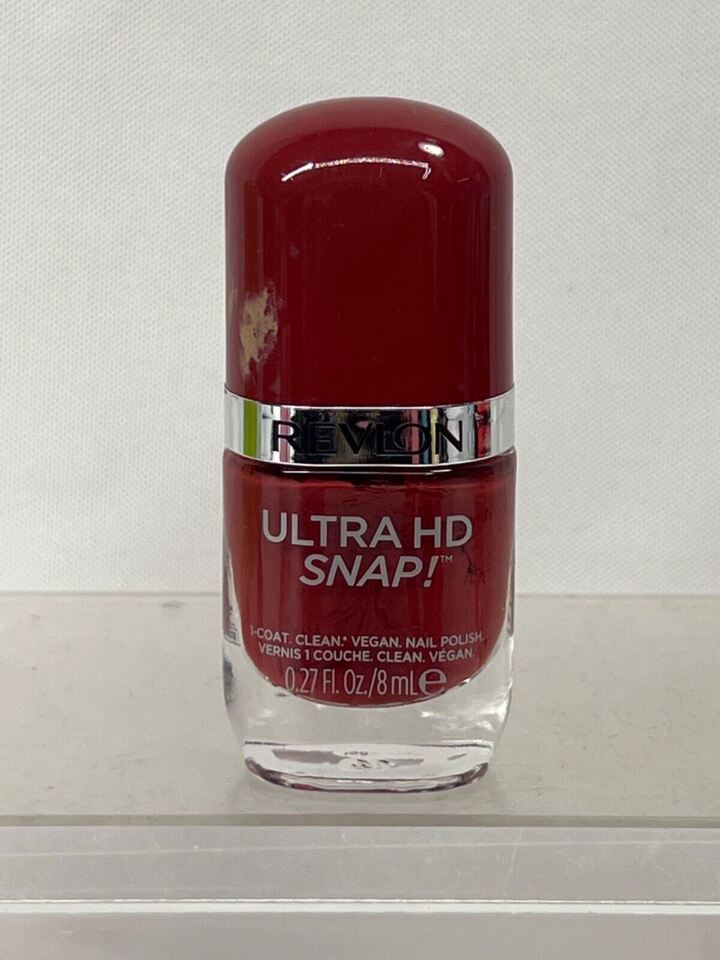 REVLON
ULTRA HD
SNAP!™
1-COAT. CLEAN.* VEGAN. NAIL POLISH.
VERNIS 1 COUCHE. CLEAN. VÉGAN.
0.27 Fl. Oz./8 mL e